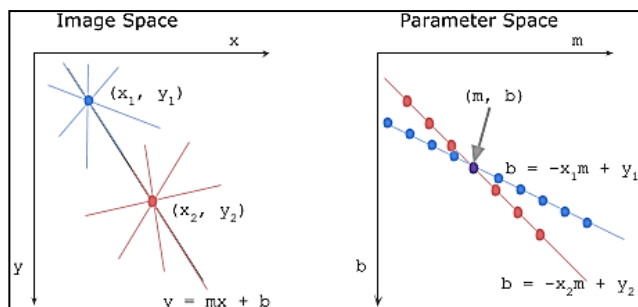 Image Space
Parameter Space
x
m
(x₁, y₁)
(m, b)
b = -x₁m + y₁
(x₂, y₂)
y
b
y = mx + b
b = -x₂m + y₂